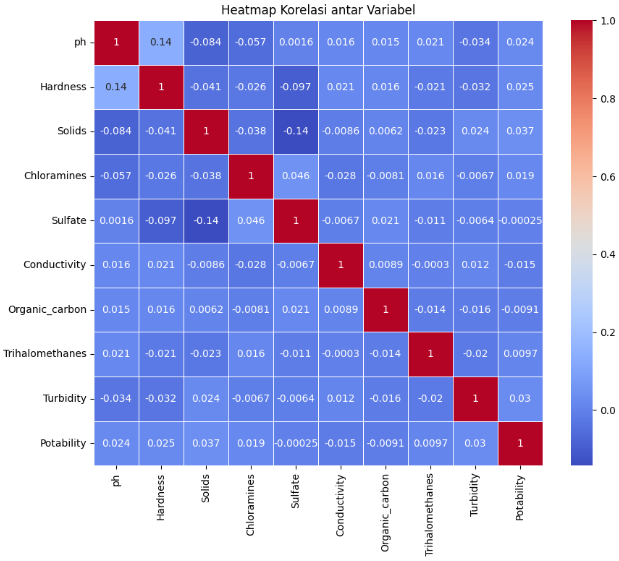 Heatmap Korelasi antar Variabel
ph 1 0.14 -0.084 -0.057 0.0016 0.016 0.015 0.021 -0.034 0.024
Hardness 0.14 1 -0.041 -0.026 -0.097 0.021 0.016 -0.021 -0.032 0.025
Solids -0.084 -0.041 1 -0.038 -0.14 -0.0086 0.0062 -0.023 0.024 0.037
Chloramines -0.057 -0.026 -0.038 1 0.046 -0.028 -0.0081 0.016 -0.0067 0.019
Sulfate 0.0016 -0.097 -0.14 0.046 1 -0.0067 0.021 -0.011 -0.0064 -0.00025
Conductivity 0.016 0.021 -0.0086 -0.028 -0.0067 1 0.0089 -0.0003 0.012 -0.015
Organic_carbon 0.015 0.016 0.0062 -0.0081 0.021 0.0089 1 -0.014 -0.016 -0.0091
Trihalomethanes 0.021 -0.021 -0.023 0.016 -0.011 -0.0003 -0.014 1 -0.02 0.0097
Turbidity -0.034 -0.032 0.024 -0.0067 -0.0064 0.012 -0.016 -0.02 1 0.03
Potability 0.024 0.025 0.037 0.019 -0.00025 -0.015 -0.0091 0.0097 0.03 1
ph Hardness Solids Chloramines Sulfate Conductivity Organic_carbon Trihalomethanes Turbidity Potability
1.0
0.8
0.6
0.4
0.2
0.0